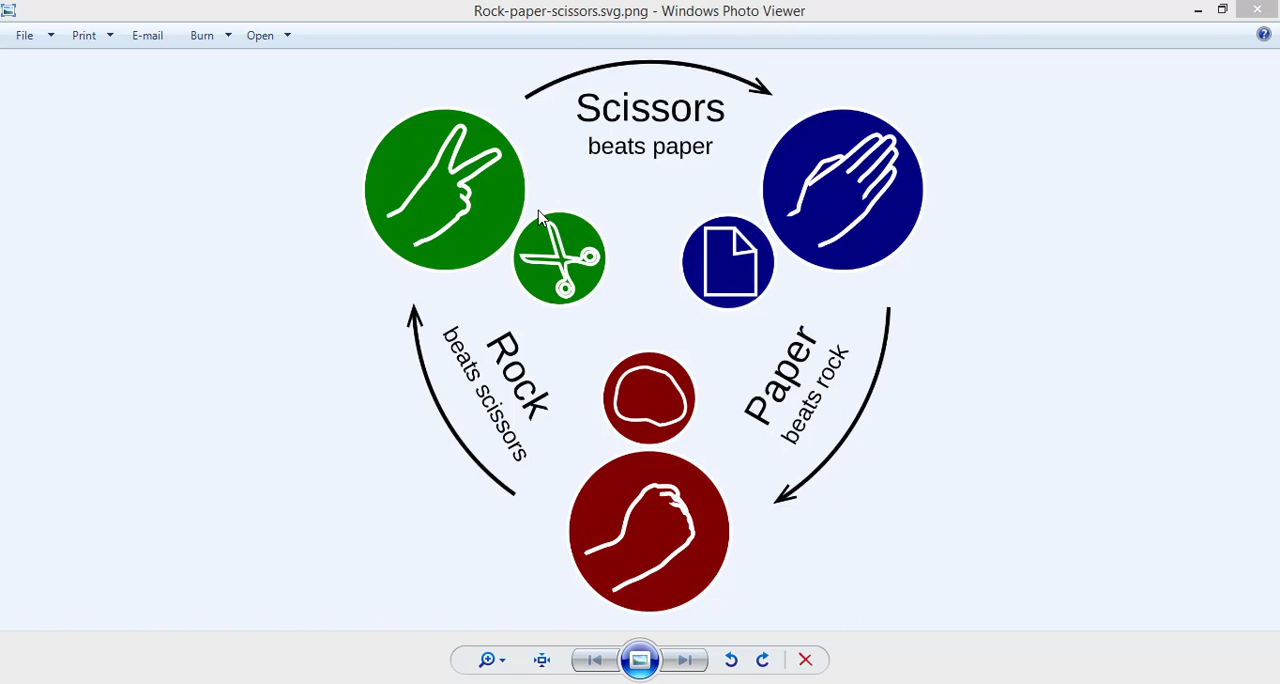 Rock-paper-scissors.svg.png - Windows Photo Viewer
File Print E-mail Burn Open
Scissors
beats paper
Rock
beats scissors
Paper
beats rock